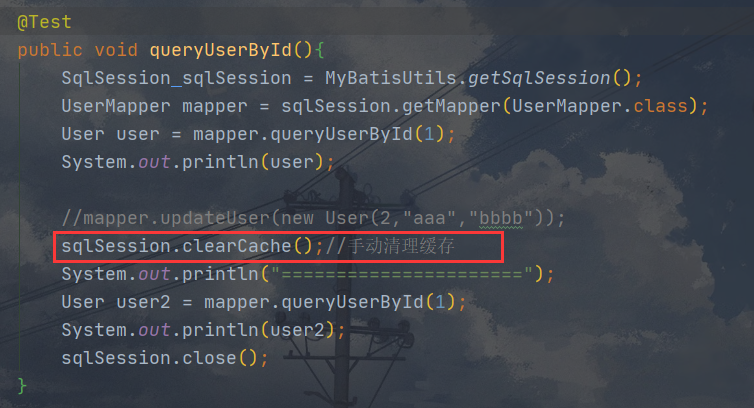 @Test
public void queryUserById(){
SqlSession sqlSession = MyBatisUtils.getSqlSession();
UserMapper mapper = sqlSession.getMapper(UserMapper.class);
User user = mapper.queryUserById(1);
System.out.println(user);
//mapper.updateUser(new User(2,"aaa","bbbb"));
sqlSession.clearCache();//手动清理缓存
System.out.println("======================");
User user2 = mapper.queryUserById(1);
System.out.println(user2);
sqlSession.close();
}